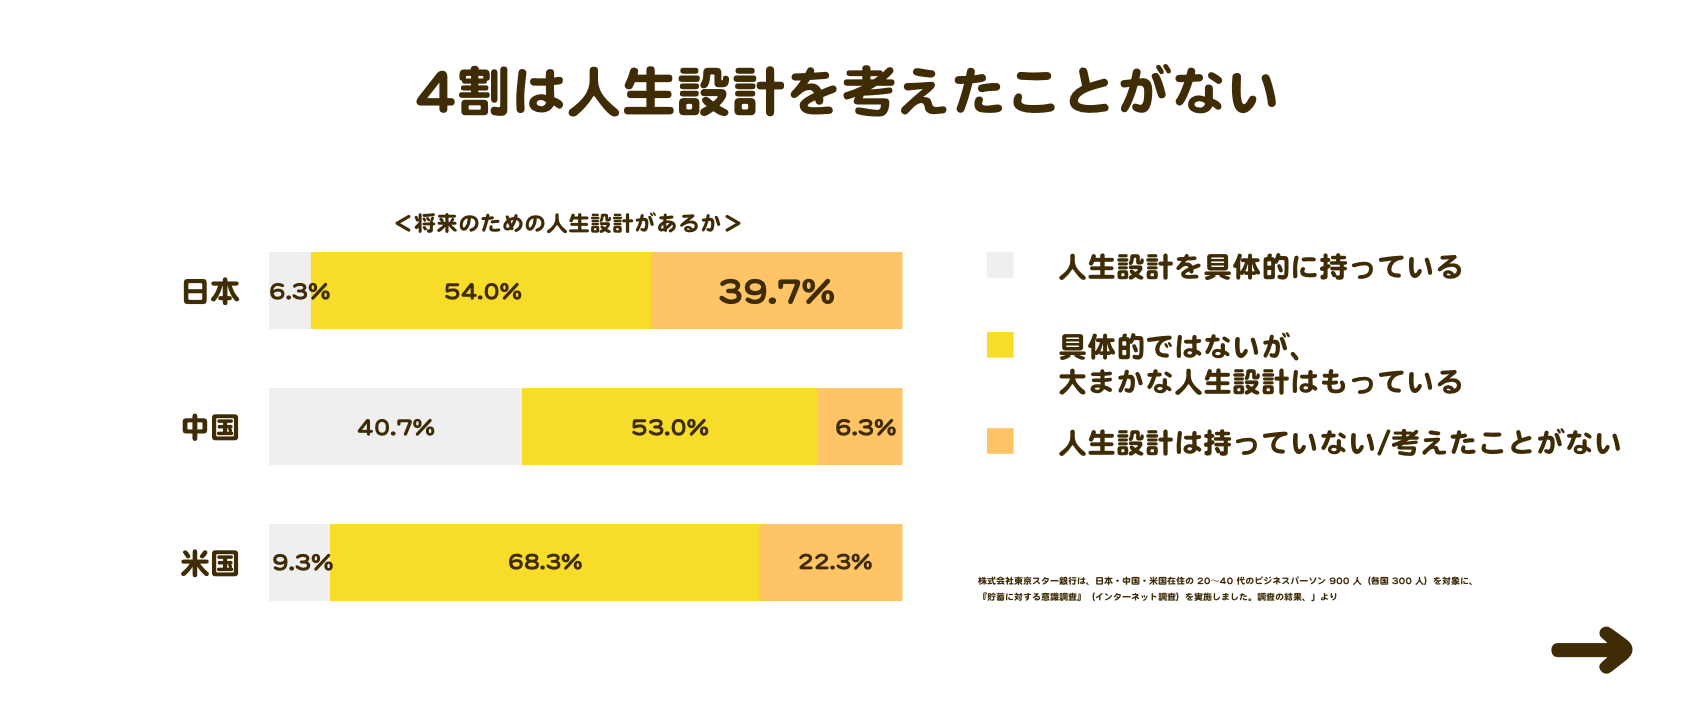 4割は人生設計を考えたことがない
＜将来のための人生設計があるか＞
日本 6.3% 54.0% 39.7%
中国 40.7% 53.0% 6.3%
米国 9.3% 68.3% 22.3%
人生設計を具体的に持っている
具体的ではないが、
大まかな人生設計はもっている
人生設計は持っていない/考えたことがない
株式会社東京スター銀行は、日本・中国・米国在住の 20〜40 代のビジネスパーソン 900 人（各国 300 人）を対象に、
『貯蓄に対する意識調査』（インターネット調査）を実施しました。調査の結果、」より